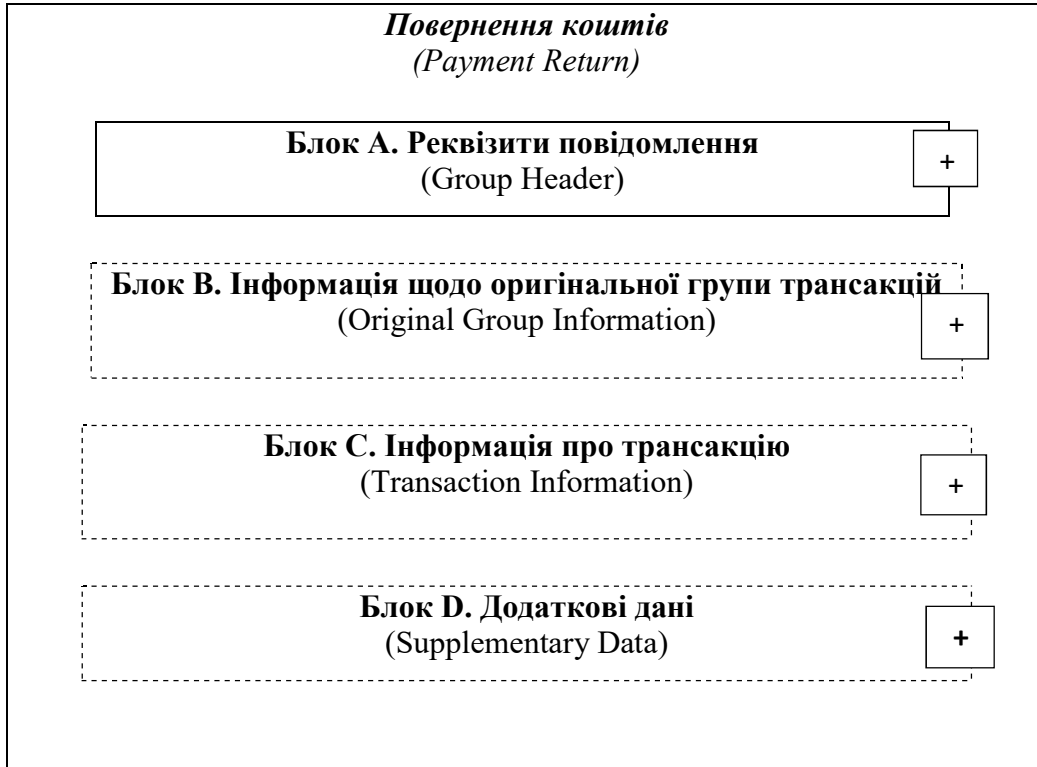 Повернення коштів
(Payment Return)
Блок A. Реквізити повідомлення
(Group Header)
+
Блок B. Інформація щодо оригінальної групи трансакцій
(Original Group Information)
+
Блок C. Інформація про трансакцію
(Transaction Information)
+
Блок D. Додаткові дані
(Supplementary Data)
+